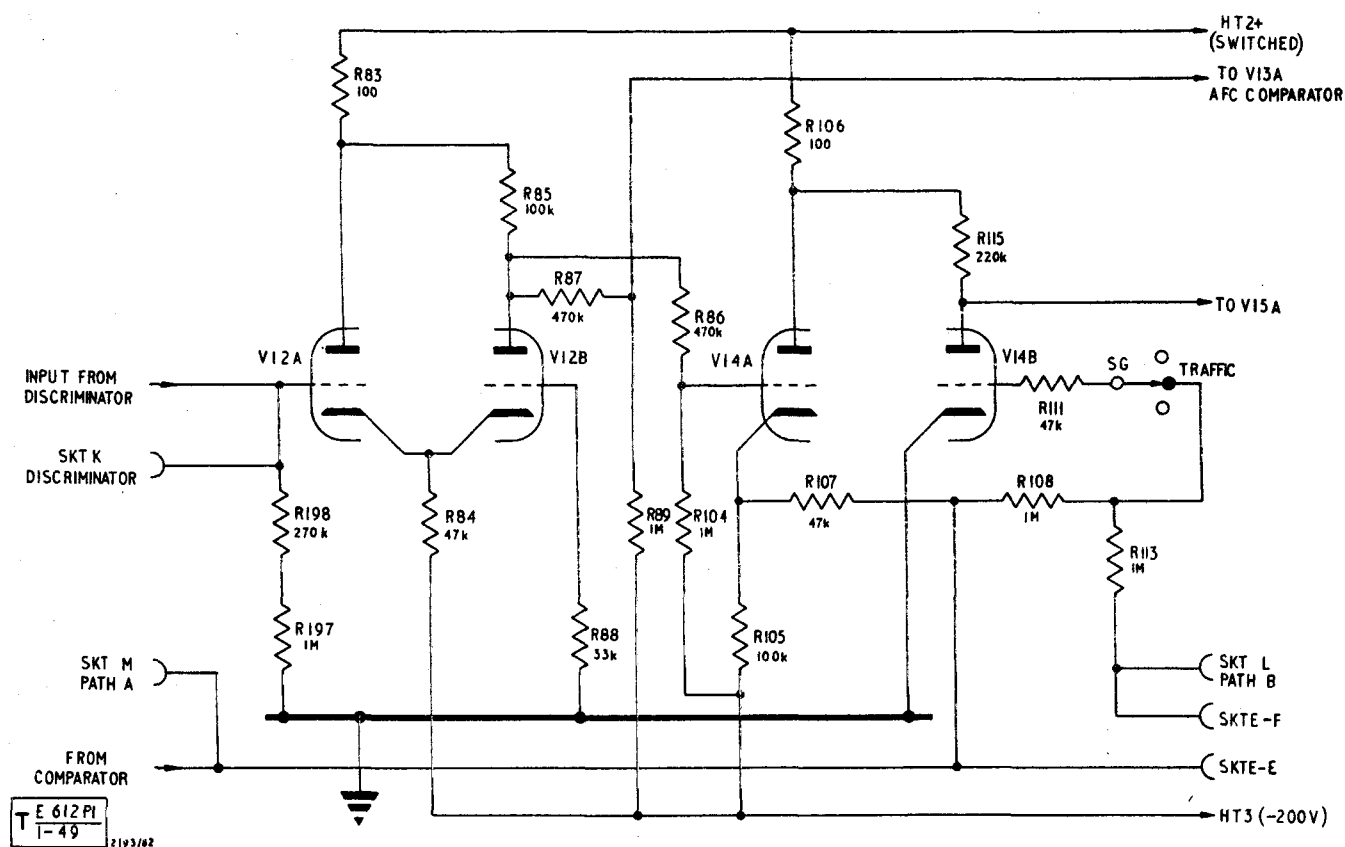 HT2+
(SWITCHED)
R83
100
TO V13A
AFC COMPARATOR
R106
100
R85
100k
R115
220k
R87
470k
R86
470k
TO V15A
V12A
V12B
V14A
V14B
SG
TRAFFIC
INPUT FROM
DISCRIMINATOR
R111
47k
SKT K
DISCRIMINATOR
R198
270k
R84
47k
R89
1M
R104
1M
R107
47k
R108
1M
R113
1M
R197
1M
R88
33k
R105
100k
SKT M
PATH A
SKT L
PATH B
SKTE-F
FROM
COMPARATOR
SKTE-E
HT3 (-200V)
T E 612 PI
1-49